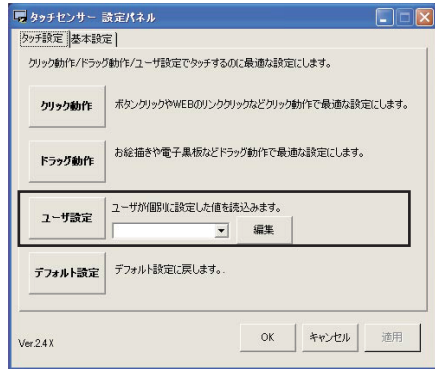 タッチセンサー 設定パネル
タッチ設定 基本設定
クリック動作/ドラッグ動作/ユーザ設定でタッチするのに最適な設定にします。
クリック動作
ボタンクリックやWEBのリンククリックなどクリック動作で最適な設定にします。
ドラッグ動作
お絵描きや電子黒板などドラッグ動作で最適な設定にします。
ユーザ設定
ユーザが個別に設定した値を読込みます。
編集
デフォルト設定
デフォルト設定に戻します。.
Ver.2.4X
OK キャンセル 適用